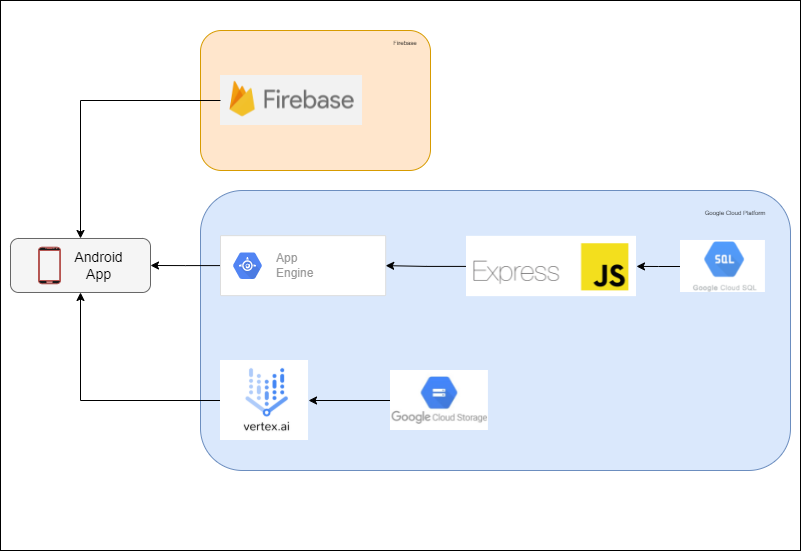 Firebase
Firebase
Google Cloud Platform
Android
App
App
Engine
Express
JS
SQL
Google Cloud SQL
vertex.ai
Google Cloud Storage